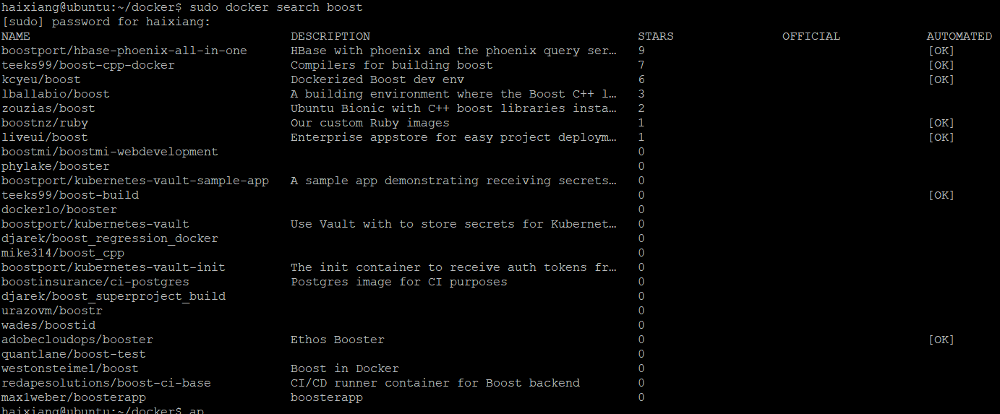 haixiang@ubuntu:~/docker$ sudo docker search boost
[sudo] password for haixiang:
NAME DESCRIPTION STARS OFFICIAL AUTOMATED
boostport/hbase-phoenix-all-in-one HBase with phoenix and the phoenix query ser… 9 [OK]
teeks99/boost-cpp-docker Compilers for building boost 7 [OK]
kcyeu/boost Dockerized Boost dev env 6 [OK]
lballabio/boost A building environment where the Boost C++ l… 3
zouzias/boost Ubuntu Bionic with C++ boost libraries insta… 2
boostnz/ruby Our custom Ruby images 1 [OK]
liveui/boost Enterprise appstore for easy project deploym… 1 [OK]
boostmi/boostmi-webdevelopment 0
phylake/booster 0
boostport/kubernetes-vault-sample-app A sample app demonstrating receiving secrets… 0
teeks99/boost-build 0 [OK]
dockerlo/booster 0
boostport/kubernetes-vault Use Vault with to store secrets for Kubernet… 0
djarek/boost_regression_docker 0
mike314/boost_cpp 0
boostport/kubernetes-vault-init The init container to receive auth tokens fr… 0
boostinsurance/ci-postgres Postgres image for CI purposes 0
djarek/boost_superproject_build 0
urazovm/boostr 0
wades/boostid 0
adobecloudops/booster Ethos Booster 0 [OK]
quantlane/boost-test 0
westonsteimel/boost Boost in Docker 0
redapesolutions/boost-ci-base CI/CD runner container for Boost backend 0
max1weber/boosterapp boosterapp 0
haixiang@ubuntu:~/docker$ ap